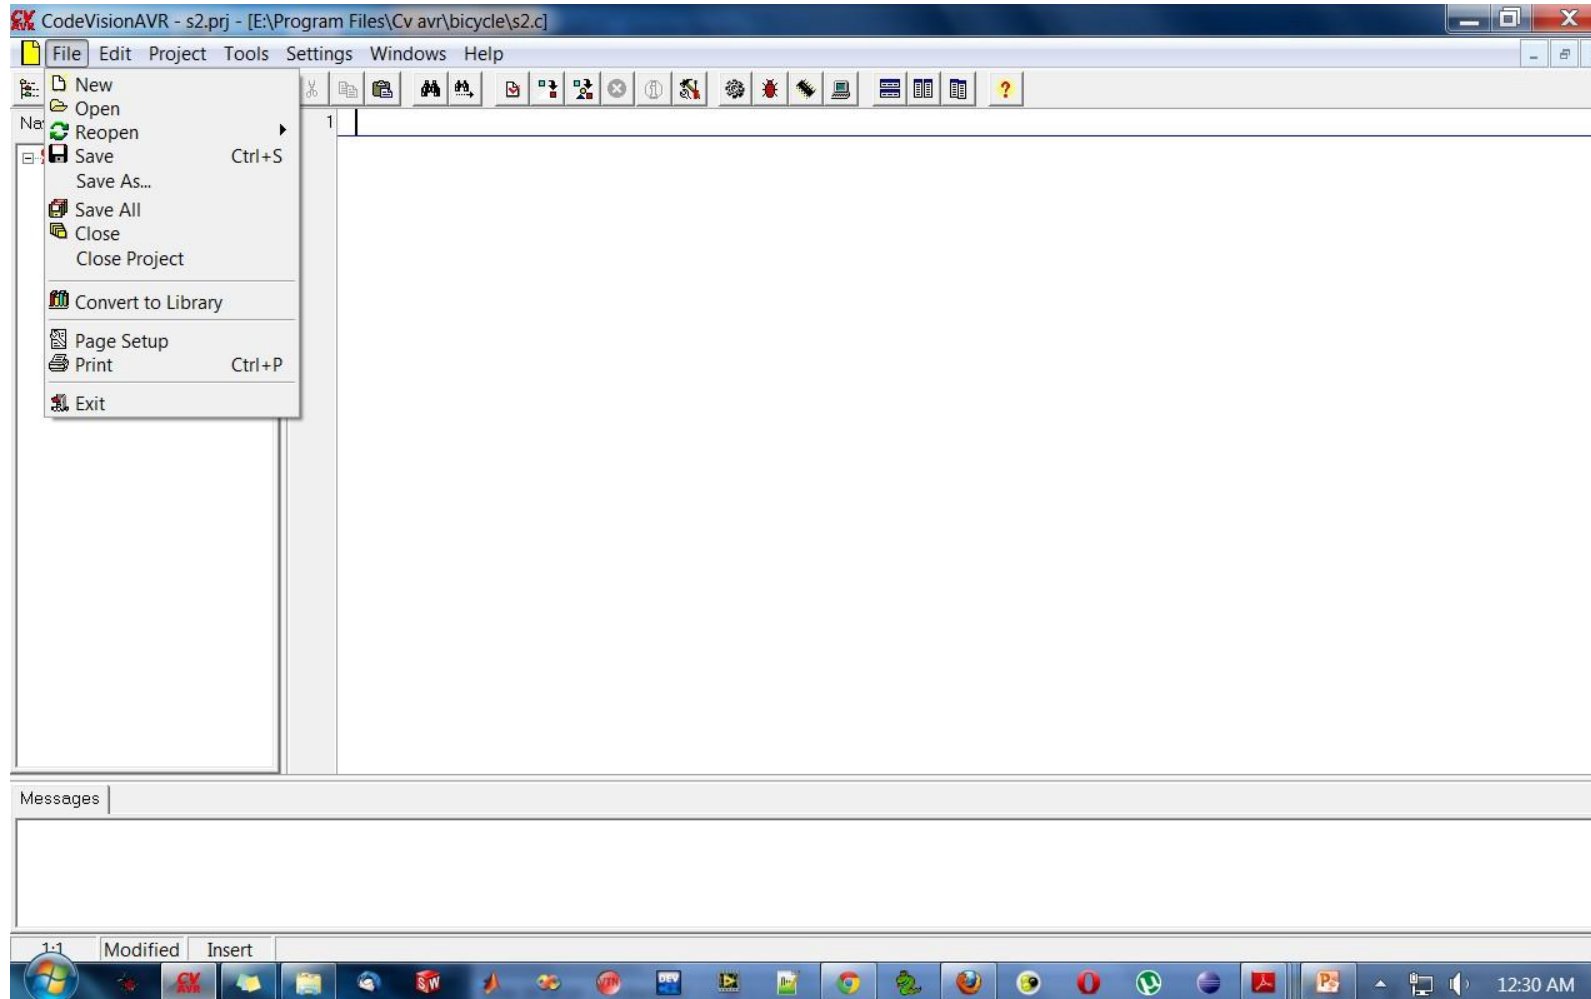 CodeVisionAVR - s2.prj - [E:\Program Files\Cv avr\bicycle\s2.c]
File Edit Project Tools Settings Windows Help
New
Open
Reopen
Save Ctrl+S
Save As...
Save All
Close
Close Project
Convert to Library
Page Setup
Print Ctrl+P
Exit
1
Messages
1:1 Modified Insert
12:30 AM